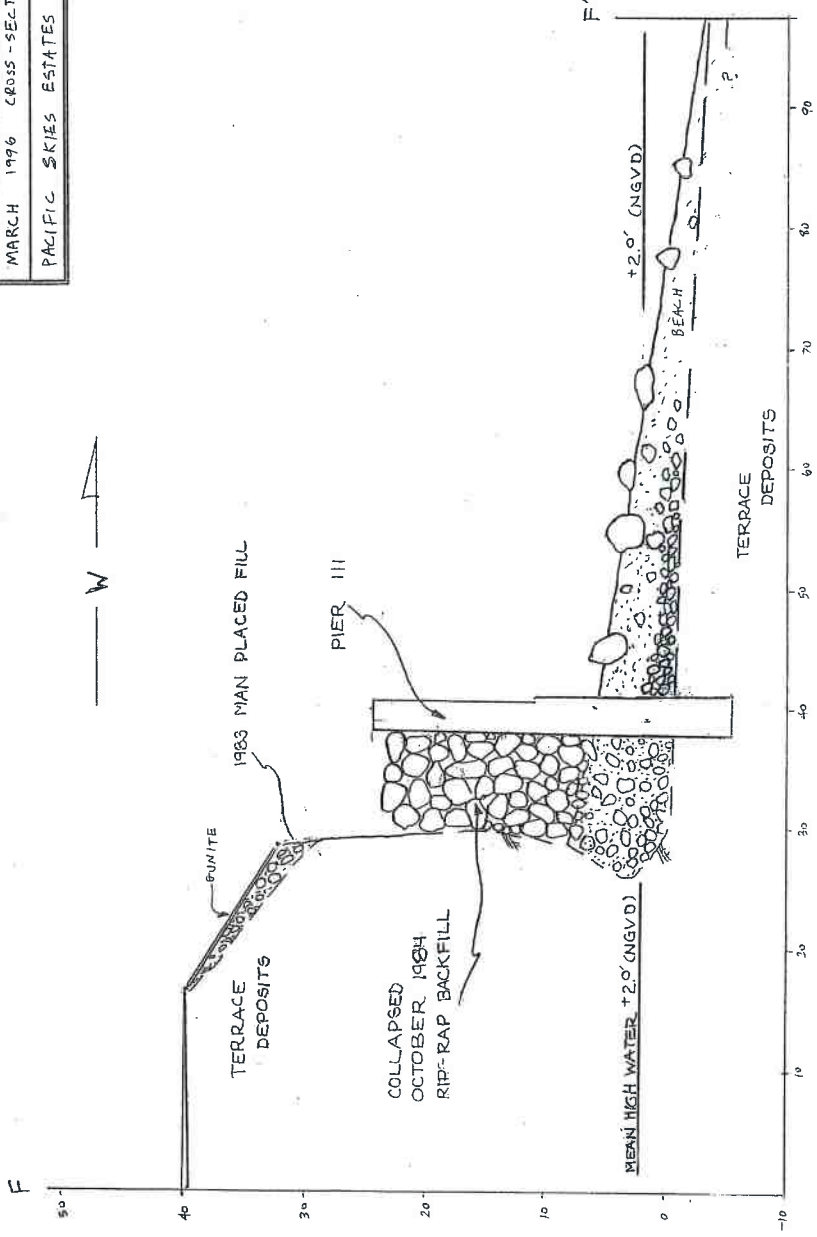 MARCH 1996 CROSS-SECT
PACIFIC SKIES ESTATES
W
F
F'
GUNITE
1983 MAN PLACED FILL
PIER 111
TERRACE
DEPOSITS
COLLAPSED
OCTOBER 1984
RIP-RAP BACKFILL
MEAN HIGH WATER +2.0' (NGVD)
+2.0' (NGVD)
BEACH
?
TERRACE
DEPOSITS
50
40
30
20
10
0
-10
10
20
30
40
50
60
70
80
90